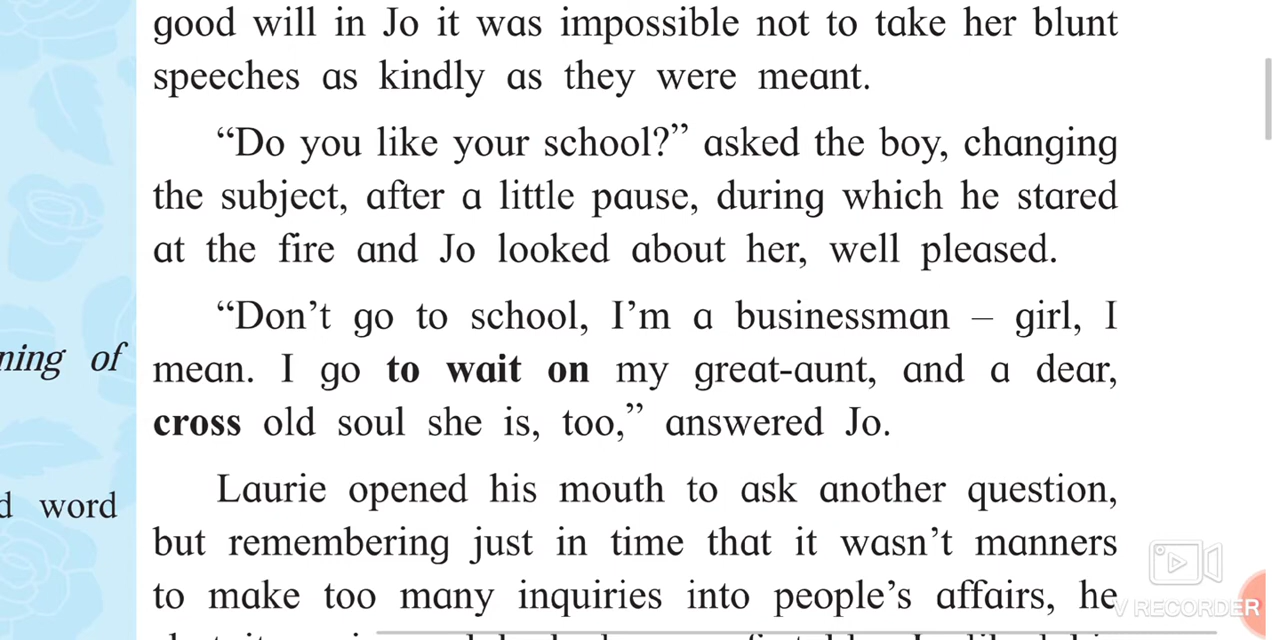 good will in Jo it was impossible not to take her blunt
speeches as kindly as they were meant.
“Do you like your school?” asked the boy, changing
the subject, after a little pause, during which he stared
at the fire and Jo looked about her, well pleased.
“Don’t go to school, I’m a businessman – girl, I
mean. I go to wait on my great-aunt, and a dear,
cross old soul she is, too,” answered Jo.
Laurie opened his mouth to ask another question,
but remembering just in time that it wasn’t manners
to make too many inquiries into people’s affairs, he
of
word
V RECORDER